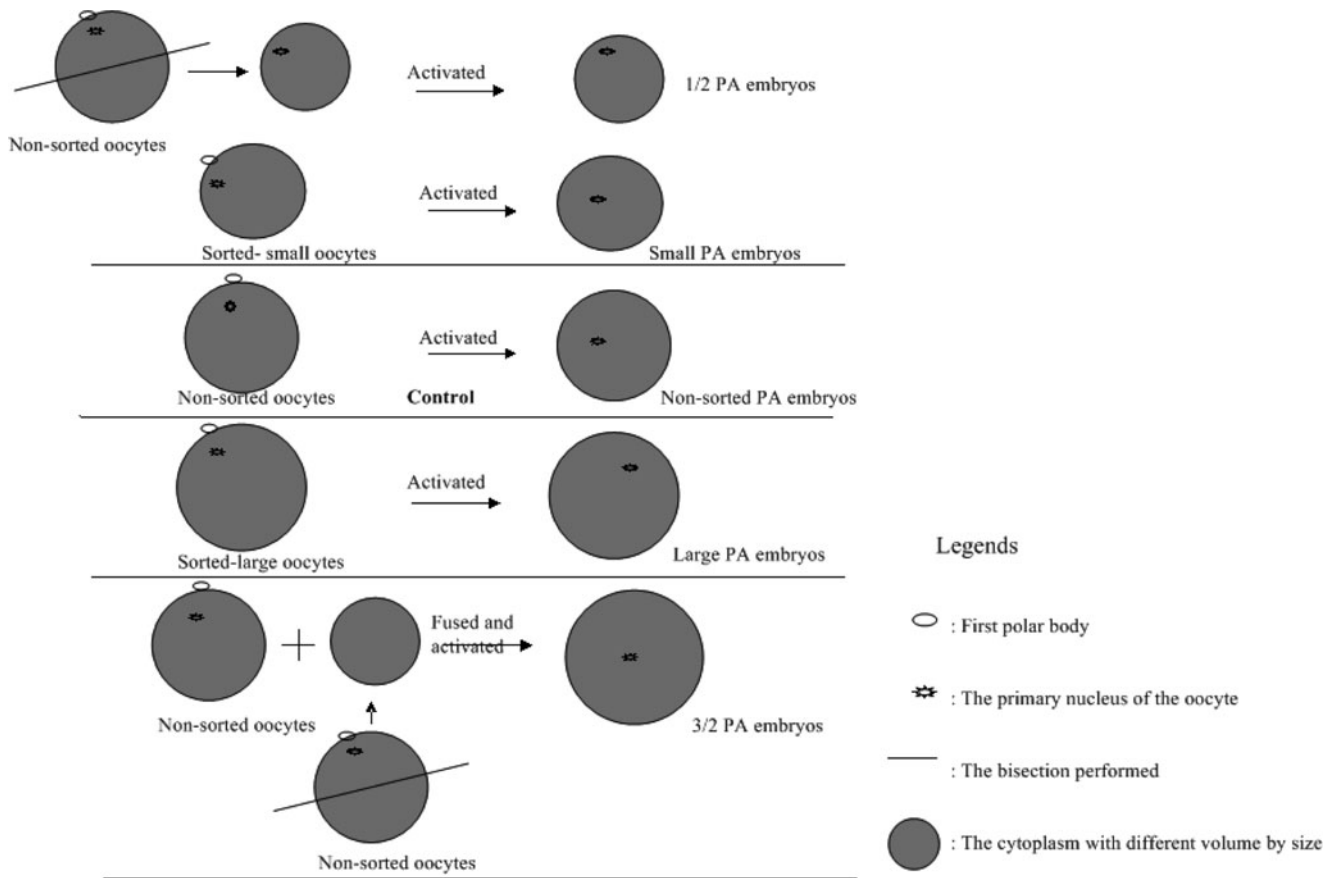 Activated
1/2 PA embryos
Non-sorted oocytes
Activated
Sorted- small oocytes
Small PA embryos
Activated
Non-sorted oocytes
Control
Non-sorted PA embryos
Activated
Sorted-large oocytes
Large PA embryos
Fused and
activated
Non-sorted oocytes
3/2 PA embryos
Non-sorted oocytes
Legends
: First polar body
: The primary nucleus of the oocyte
: The bisection performed
: The cytoplasm with different volume by size